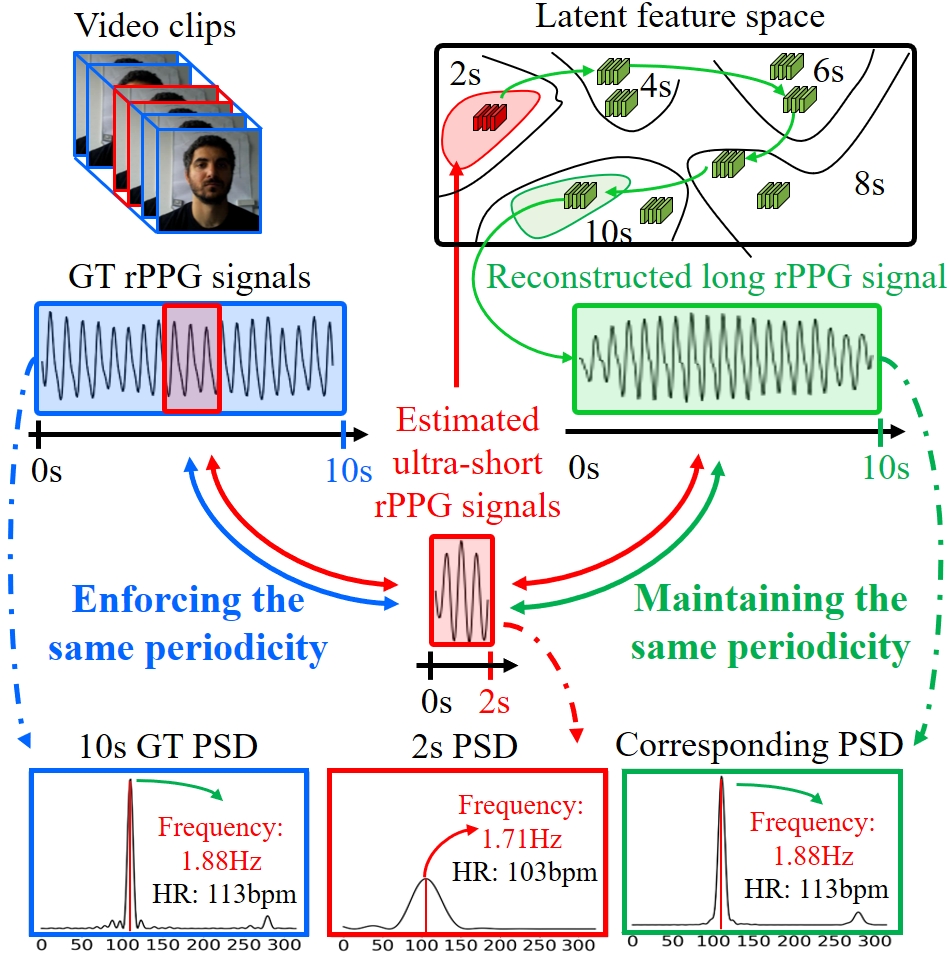 Video clips
Latent feature space
2s
4s
6s
8s
10s
GT rPPG signals
Reconstructed long rPPG signal
0s
10s
Estimated
ultra-short
rPPG signals
0s
10s
Enforcing the
same periodicity
Maintaining the
same periodicity
0s
2s
10s GT PSD
2s PSD
Corresponding PSD
Frequency:
1.88Hz
HR: 113bpm
0 50 100 150 200 250 300
Frequency:
1.71Hz
HR: 103bpm
0 50 100 150 200 250 300
Frequency:
1.88Hz
HR: 113bpm
0 50 100 150 200 250 300